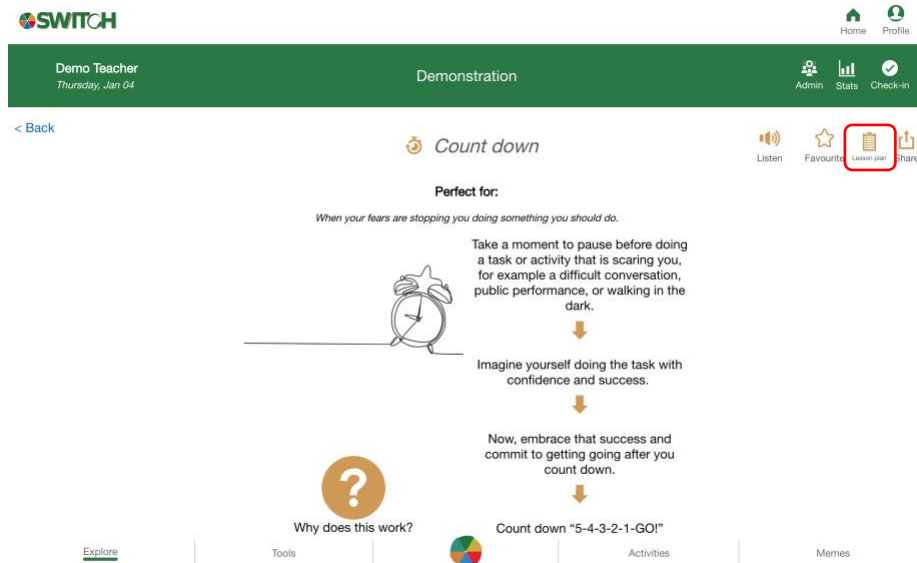 SWITCH
Home Profile
Demo Teacher
Thursday, Jan 04
Demonstration
Admin Stats Check-in
< Back
Count down
Listen Favourite Lesson plan Share
Perfect for:
When your fears are stopping you doing something you should do.
Take a moment to pause before doing
a task or activity that is scaring you,
for example a difficult conversation,
public performance, or walking in the
dark.
Imagine yourself doing the task with
confidence and success.
Now, embrace that success and
commit to getting going after you
count down.
?
Why does this work?
Count down “5-4-3-2-1-GO!”
Explore Tools Activities Memes